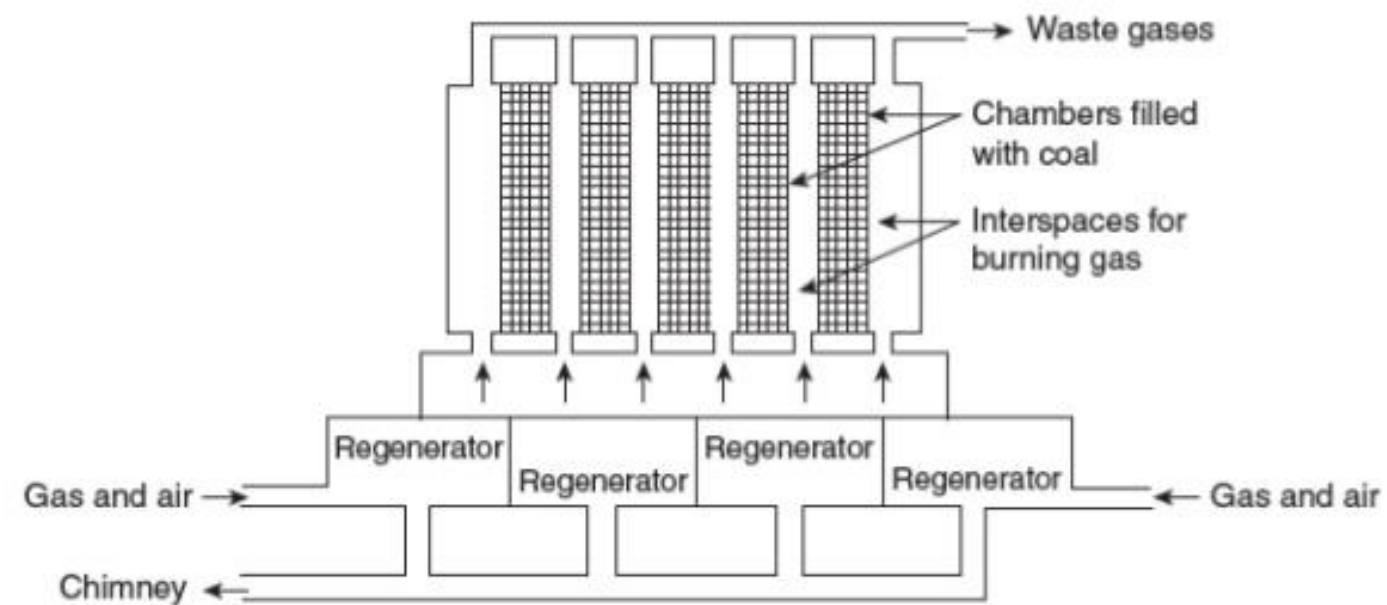 Waste gases
Chambers filled
with coal
Interspaces for
burning gas
Regenerator
Regenerator
Regenerator
Regenerator
Gas and air
Gas and air
Chimney